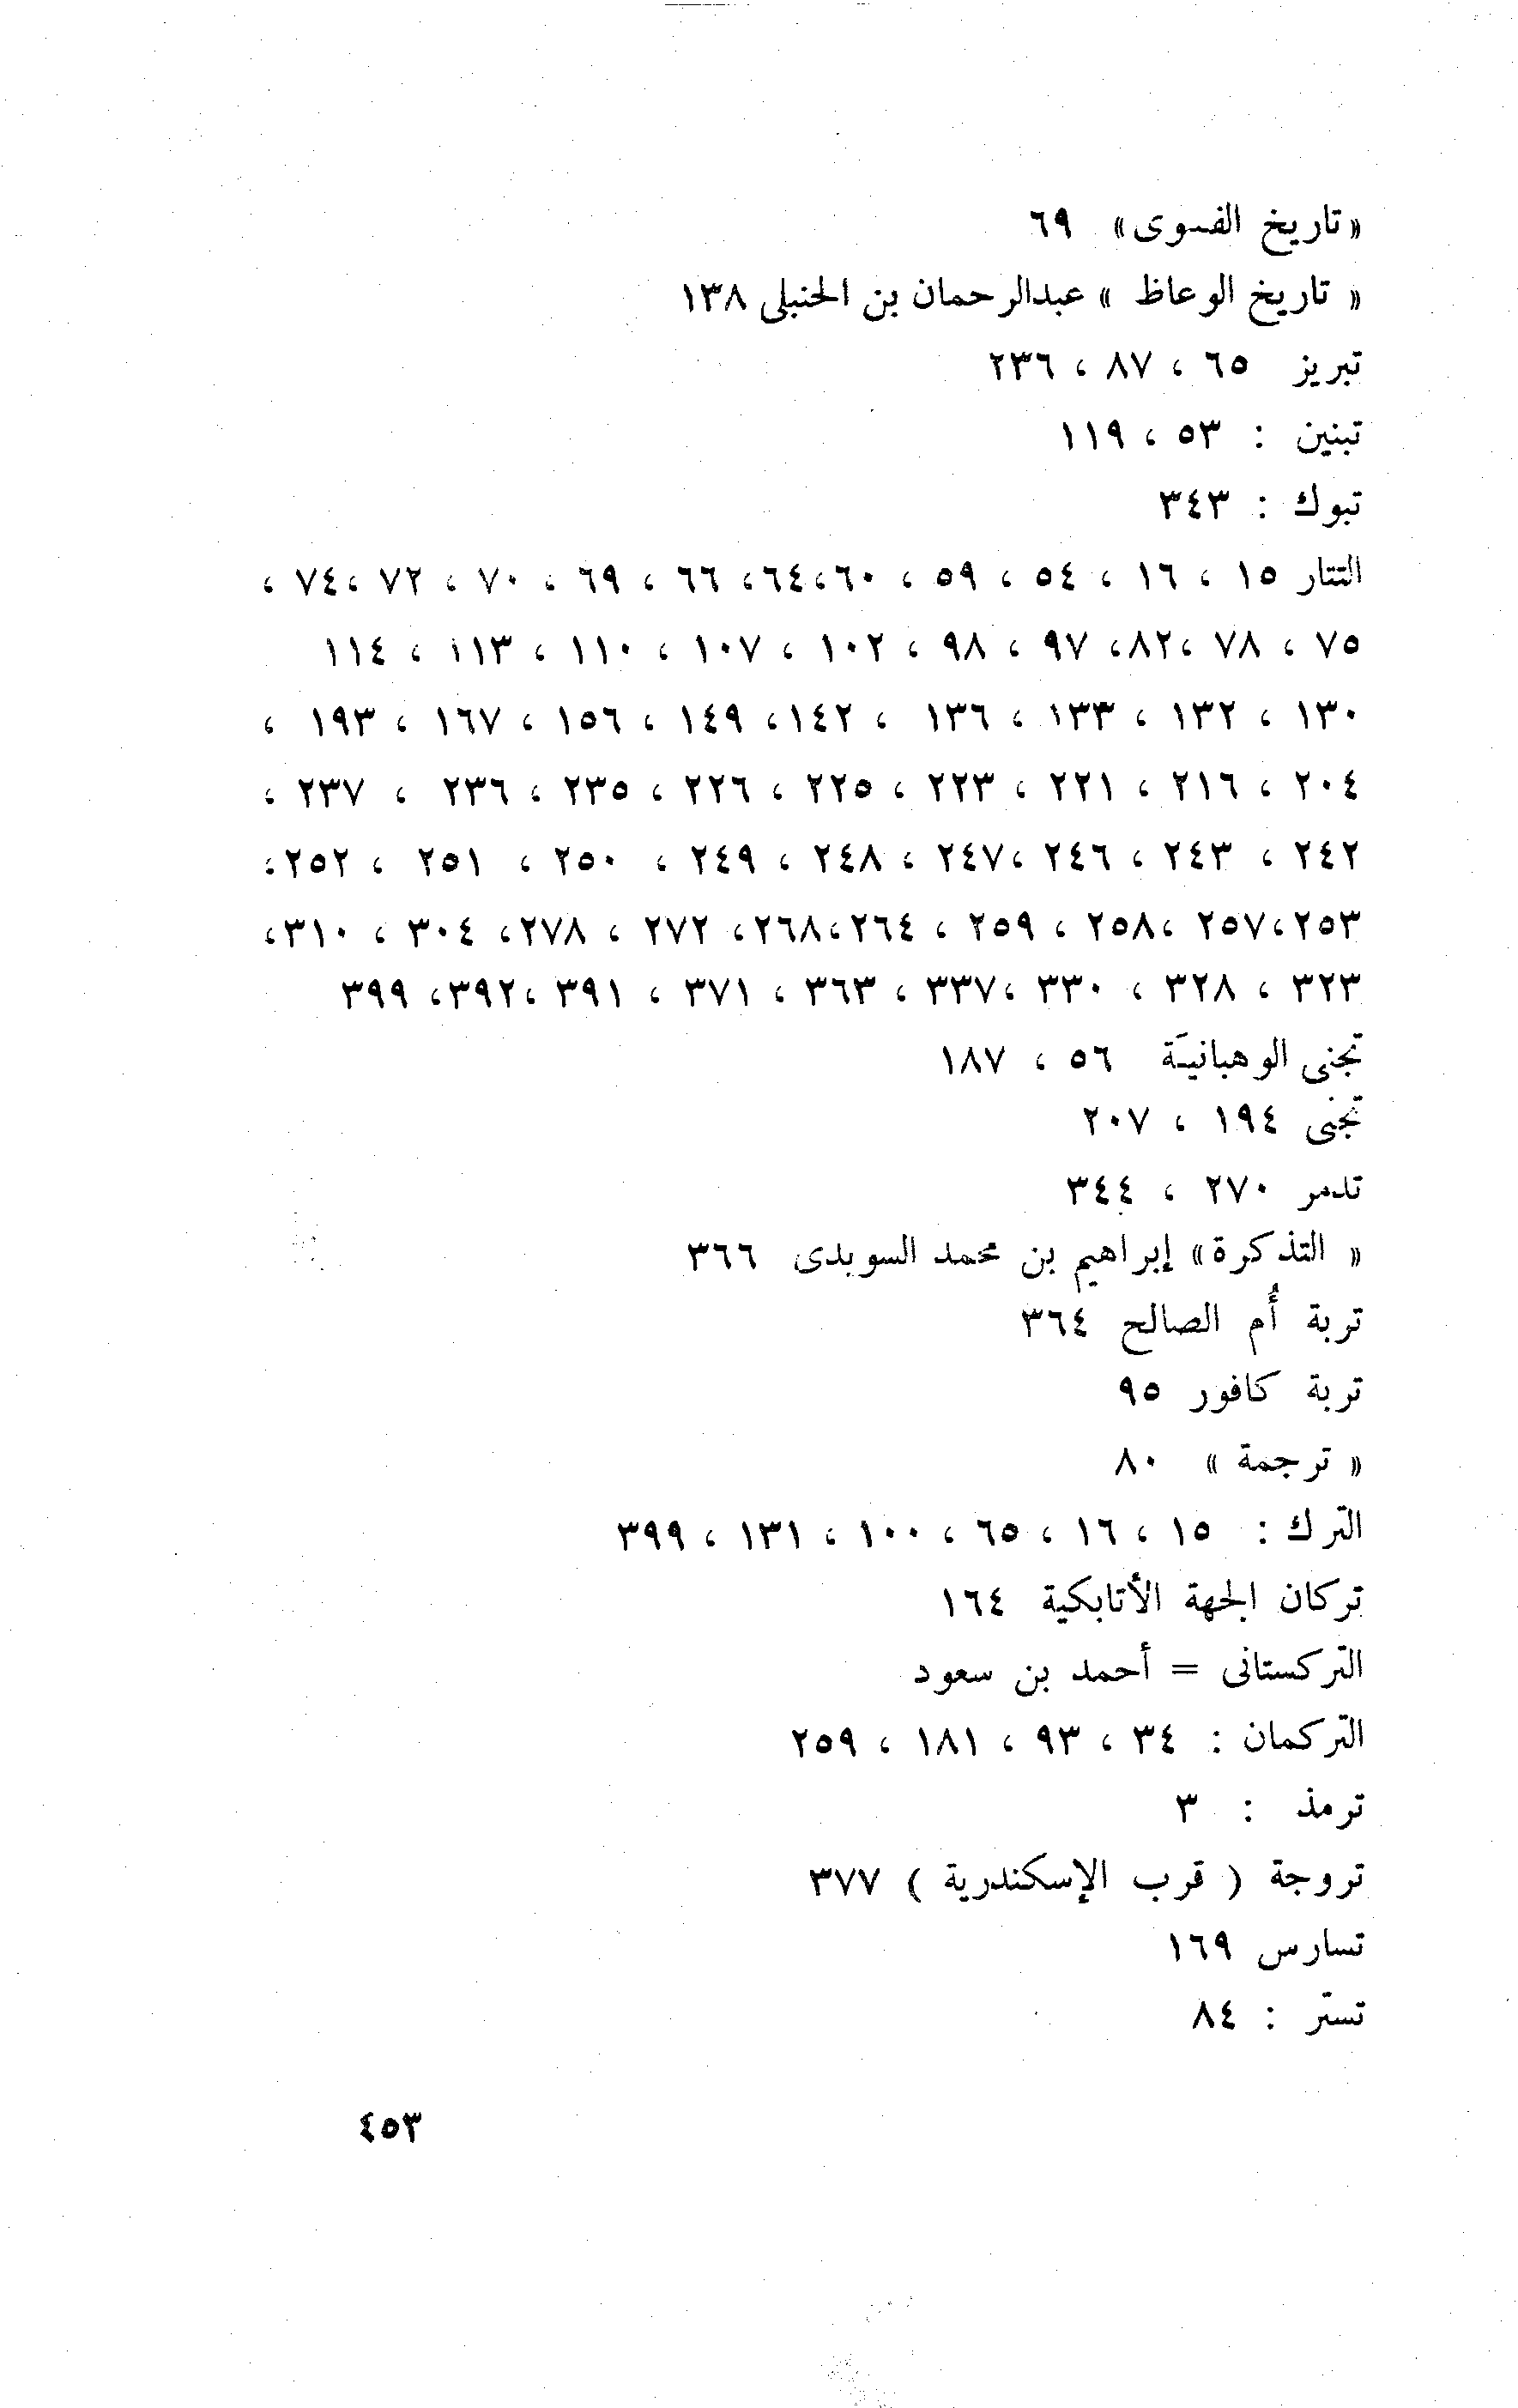 « تاريخ الفسوى » ٦٩
« تاريخ الوعاظ » عبدالرحمان بن الحنبلى ١٣٨
تبريز ٦٥ ، ٨٧ ، ٢٣٦
تبنين : ٥٣ ، ١١٩
تبوك : ٣٤٣
التتار ١٥ ، ١٦ ، ٥٤ ، ٥٩ ، ٦٠،٦٤، ٦٦ ، ٦٩ ، ٧٠ ، ٧٢ ،٧٤ ،
٧٥ ، ٧٨ ،٨٢، ٩٧ ، ٩٨ ، ١٠٢ ، ١٠٧ ، ١١٠ ، ١١٣ ، ١١٤
١٣٠ ، ١٣٢ ، ١٣٣ ، ١٣٦ ، ١٤٢، ١٤٩ ، ١٥٦ ، ١٦٧ ، ١٩٣ ،
٢٠٤ ، ٢١٦ ، ٢٢١ ، ٢٢٣ ، ٢٢٥ ، ٢٢٦ ، ٢٣٥ ، ٢٣٦ ، ٢٣٧ ،
٢٤٢ ، ٢٤٣ ، ٢٤٦ ،٢٤٧ ، ٢٤٨ ، ٢٤٩ ، ٢٥٠ ، ٢٥١ ، ٢٥٢،
٢٥٣،٢٥٧ ،٢٥٨ ، ٢٥٩ ، ٢٦٤،٢٦٨، ٢٧٢ ، ٢٧٨، ٣٠٤ ، ٣١٠،
٣٢٣ ، ٣٢٨ ، ٣٣٠ ،٣٣٧ ، ٣٦٣ ، ٣٧١ ، ٣٩١ ،٣٩٢، ٣٩٩
تجنى الوهبانية ٥٦ ، ١٨٧
تجنى ١٩٤ ، ٢٠٧
تدمر ٢٧٠ ، ٣٤٤
« التذكرة » إبراهيم بن محمد السويدى ٣٦٦
تربة أُم الصالح ٣٦٤
تربة كافور ٩٥
« ترجمة » ٨٠
الترك : ١٥ ، ١٦ ، ٦٥ ، ١٠٠ ، ١٣١ ، ٣٩٩
تركان الجهة الأتابكية ١٦٤
التركستانى = أحمد بن سعود
التركمان : ٣٤ ، ٩٣ ، ١٨١ ، ٢٥٩
ترمذ : ٣
تروجة ( قرب الإسكندرية ) ٣٧٧
تسارس ١٦٩
تستر : ٨٤
٤٥٣